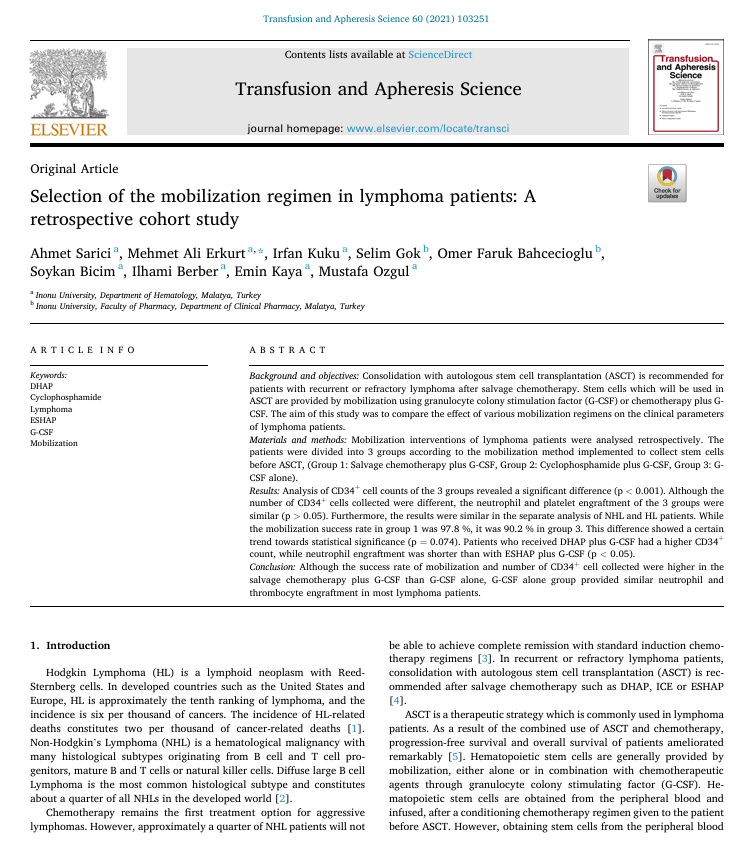 Transfusion and Apheresis Science 60 (2021) 103251
Contents lists available at ScienceDirect
Transfusion and Apheresis Science
journal homepage: www.elsevier.com/locate/transci
ELSEVIER
Transfusion
and Apheresis
Science
Original Article
Check for
updates
Selection of the mobilization regimen in lymphoma patients: A
retrospective cohort study
Ahmet Sarici a, Mehmet Ali Erkurt a,*, Irfan Kuku a, Selim Gok b, Omer Faruk Bahcecioglu b,
Soykan Bicim a, Ilhami Berber a, Emin Kaya a, Mustafa Ozgul a
a Inonu University, Department of Hematology, Malatya, Turkey
b Inonu University, Faculty of Pharmacy, Department of Clinical Pharmacy, Malatya, Turkey
ARTICLE INFO
Keywords:
DHAP
Cyclophosphamide
Lymphoma
ESHAP
G-CSF
Mobilization
ABSTRACT
Background and objectives: Consolidation with autologous stem cell transplantation (ASCT) is recommended for
patients with recurrent or refractory lymphoma after salvage chemotherapy. Stem cells which will be used in
ASCT are provided by mobilization using granulocyte colony stimulation factor (G-CSF) or chemotherapy plus G-
CSF. The aim of this study was to compare the effect of various mobilization regimens on the clinical parameters
of lymphoma patients.
Materials and methods: Mobilization interventions of lymphoma patients were analysed retrospectively. The
patients were divided into 3 groups according to the mobilization method implemented to collect stem cells
before ASCT, (Group 1: Salvage chemotherapy plus G-CSF, Group 2: Cyclophosphamide plus G-CSF, Group 3: G-
CSF alone).
Results: Analysis of CD34+ cell counts of the 3 groups revealed a significant difference (p < 0.001). Although the
number of CD34+ cells collected were different, the neutrophil and platelet engraftment of the 3 groups were
similar (p > 0.05). Furthermore, the results were similar in the separate analysis of NHL and HL patients. While
the mobilization success rate in group 1 was 97.8 %, it was 90.2 % in group 3. This difference showed a certain
trend towards statistical significance (p = 0.074). Patients who received DHAP plus G-CSF had a higher CD34+
count, while neutrophil engraftment was shorter than with ESHAP plus G-CSF (p < 0.05).
Conclusion: Although the success rate of mobilization and number of CD34+ cell collected were higher in the
salvage chemotherapy plus G-CSF than G-CSF alone, G-CSF alone group provided similar neutrophil and
thrombocyte engraftment in most lymphoma patients.
1. Introduction
Hodgkin Lymphoma (HL) is a lymphoid neoplasm with Reed-
Sternberg cells. In developed countries such as the United States and
Europe, HL is approximately the tenth ranking of lymphoma, and the
incidence is six per thousand of cancers. The incidence of HL-related
deaths constitutes two per thousand of cancer-related deaths [1].
Non-Hodgkin`s Lymphoma (NHL) is a hematological malignancy with
many histological subtypes originating from B cell and T cell pro-
genitors, mature B and T cells or natural killer cells. Diffuse large B cell
Lymphoma is the most common histological subtype and constitutes
about a quarter of all NHLs in the developed world [2].
Chemotherapy remains the first treatment option for aggressive
lymphomas. However, approximately a quarter of NHL patients will not
be able to achieve complete remission with standard induction chemo-
therapy regimens [3]. In recurrent or refractory lymphoma patients,
consolidation with autologous stem cell transplantation (ASCT) is rec-
ommended after salvage chemotherapy such as DHAP, ICE or ESHAP
[4].
ASCT is a therapeutic strategy which is commonly used in lymphoma
patients. As a result of the combined use of ASCT and chemotherapy,
progression-free survival and overall survival of patients ameliorated
remarkably [5]. Hematopoietic stem cells are generally provided by
mobilization, either alone or in combination with chemotherapeutic
agents through granulocyte colony stimulating factor (G-CSF). He-
matopoietic stem cells are obtained from the peripheral blood and
infused, after a conditioning chemotherapy regimen given to the patient
before ASCT. However, obtaining stem cells from the peripheral blood